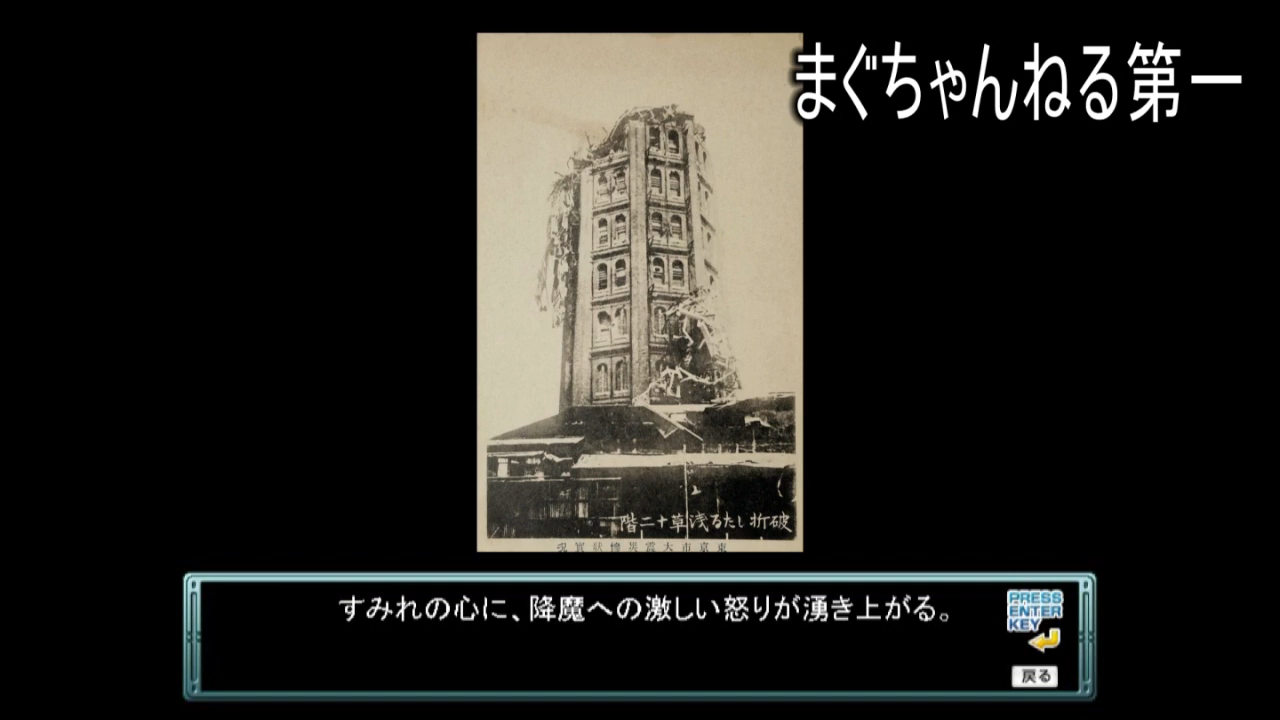 まぐちゃんねる第一
破折したる浅草十二階
東京市大震災惨状實況
すみれの心に、降魔への激しい怒りが湧き上がる。
PRESS
ENTER
KEY
戻る